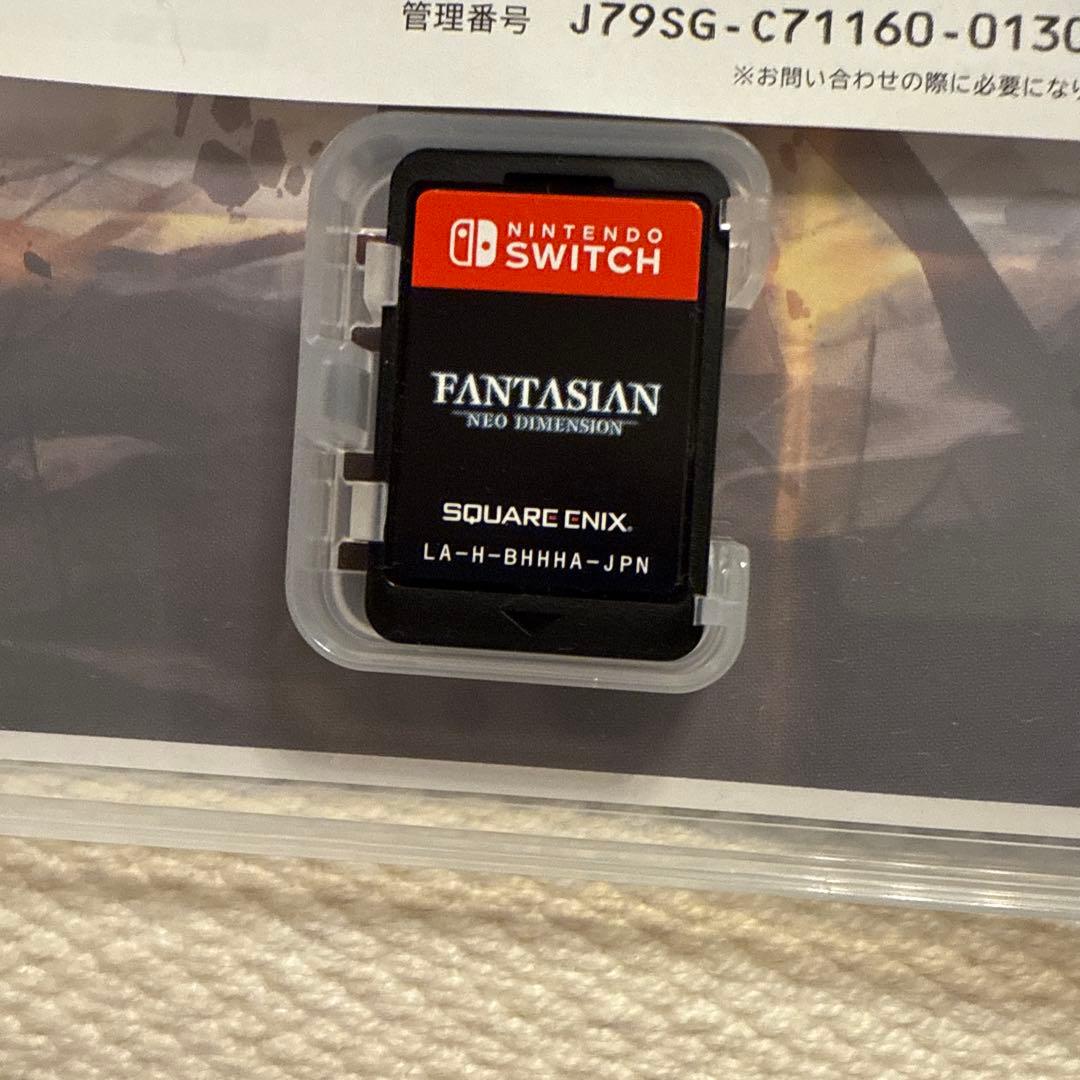 管理番号 J79SG-C71160-0130
※お問い合わせの際に必要になり
NINTENDO
SWITCH
FANTASIAN
NEO DIMENSION
SQUARE ENIX®
LA-H-BHHHA-JPN